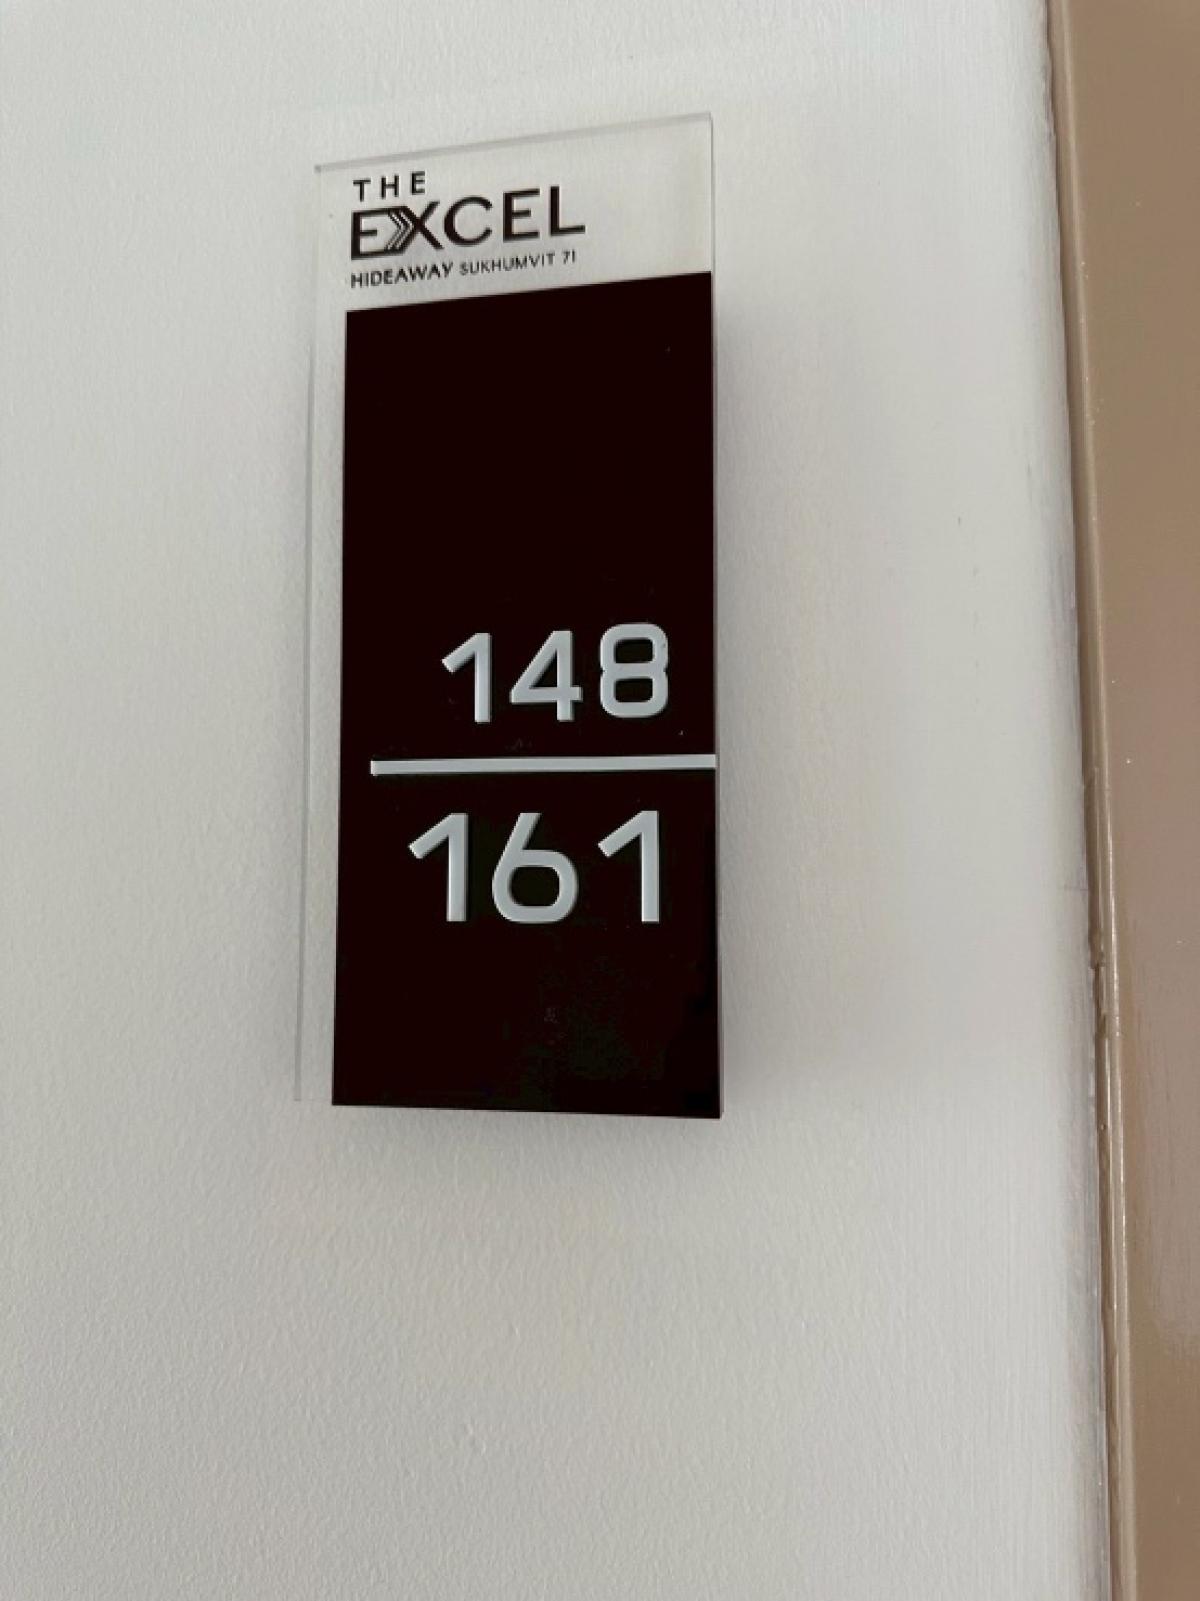 THE
EXCEL
HIDEAWAY SUKHUMVIT 71
148
161